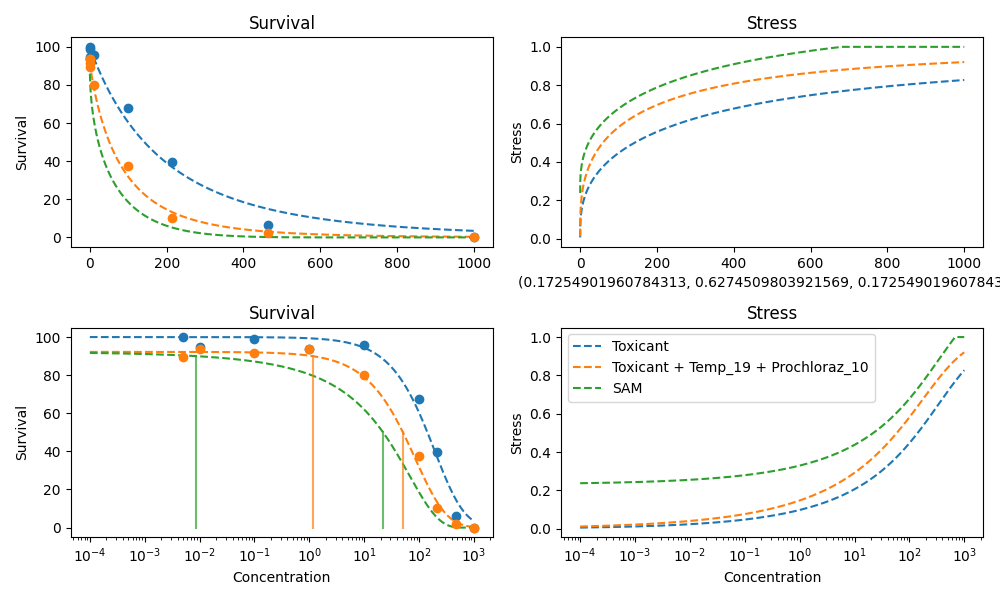 Survival
Stress
Survival
100
80
60
40
20
0
0 200 400 600 800 1000
Stress
1.0
0.8
0.6
0.4
0.2
0.0
0 200 400 600 800 1000
(0.17254901960784313, 0.6274509803921569, 0.1725490196078431
Survival
Stress
Survival
100
80
60
40
20
0
10⁻⁴ 10⁻³ 10⁻² 10⁻¹ 10⁰ 10¹ 10² 10³
Concentration
Stress
1.0
0.8
0.6
0.4
0.2
0.0
Toxicant
Toxicant + Temp_19 + Prochloraz_10
SAM
10⁻⁴ 10⁻³ 10⁻² 10⁻¹ 10⁰ 10¹ 10² 10³
Concentration